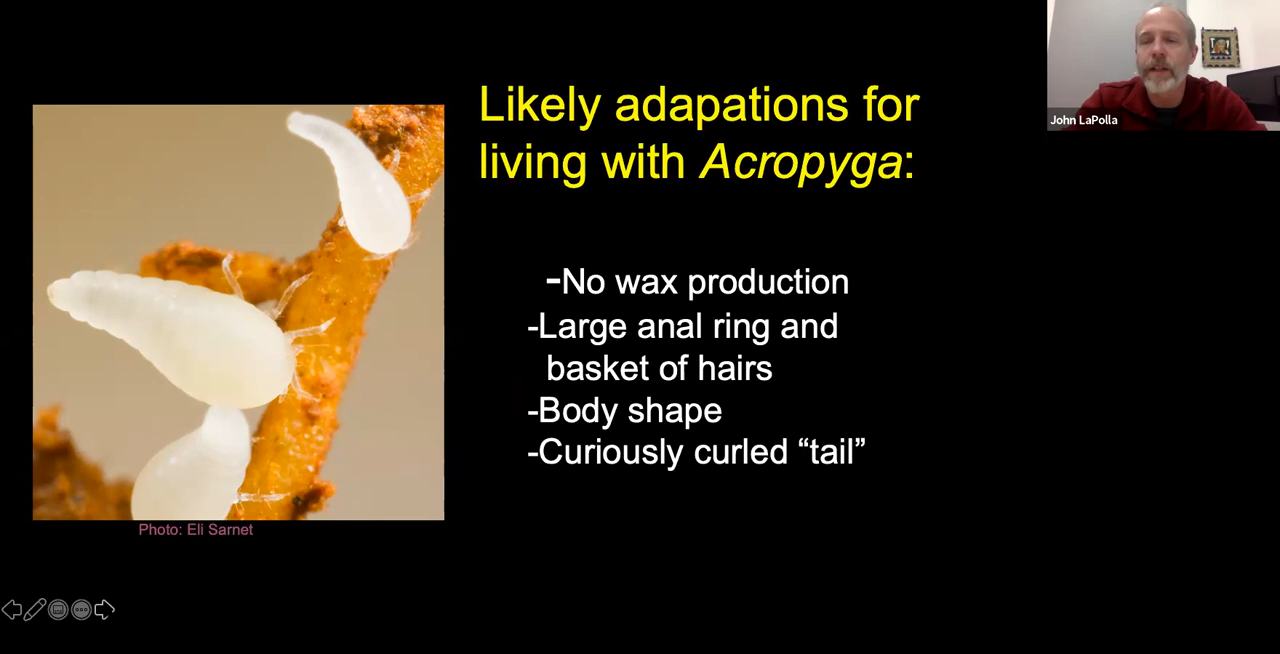 Likely adapations for
living with Acropyga:
-No wax production
-Large anal ring and
basket of hairs
-Body shape
-Curiously curled “tail”
Photo: Eli Sarnet
John LaPolla